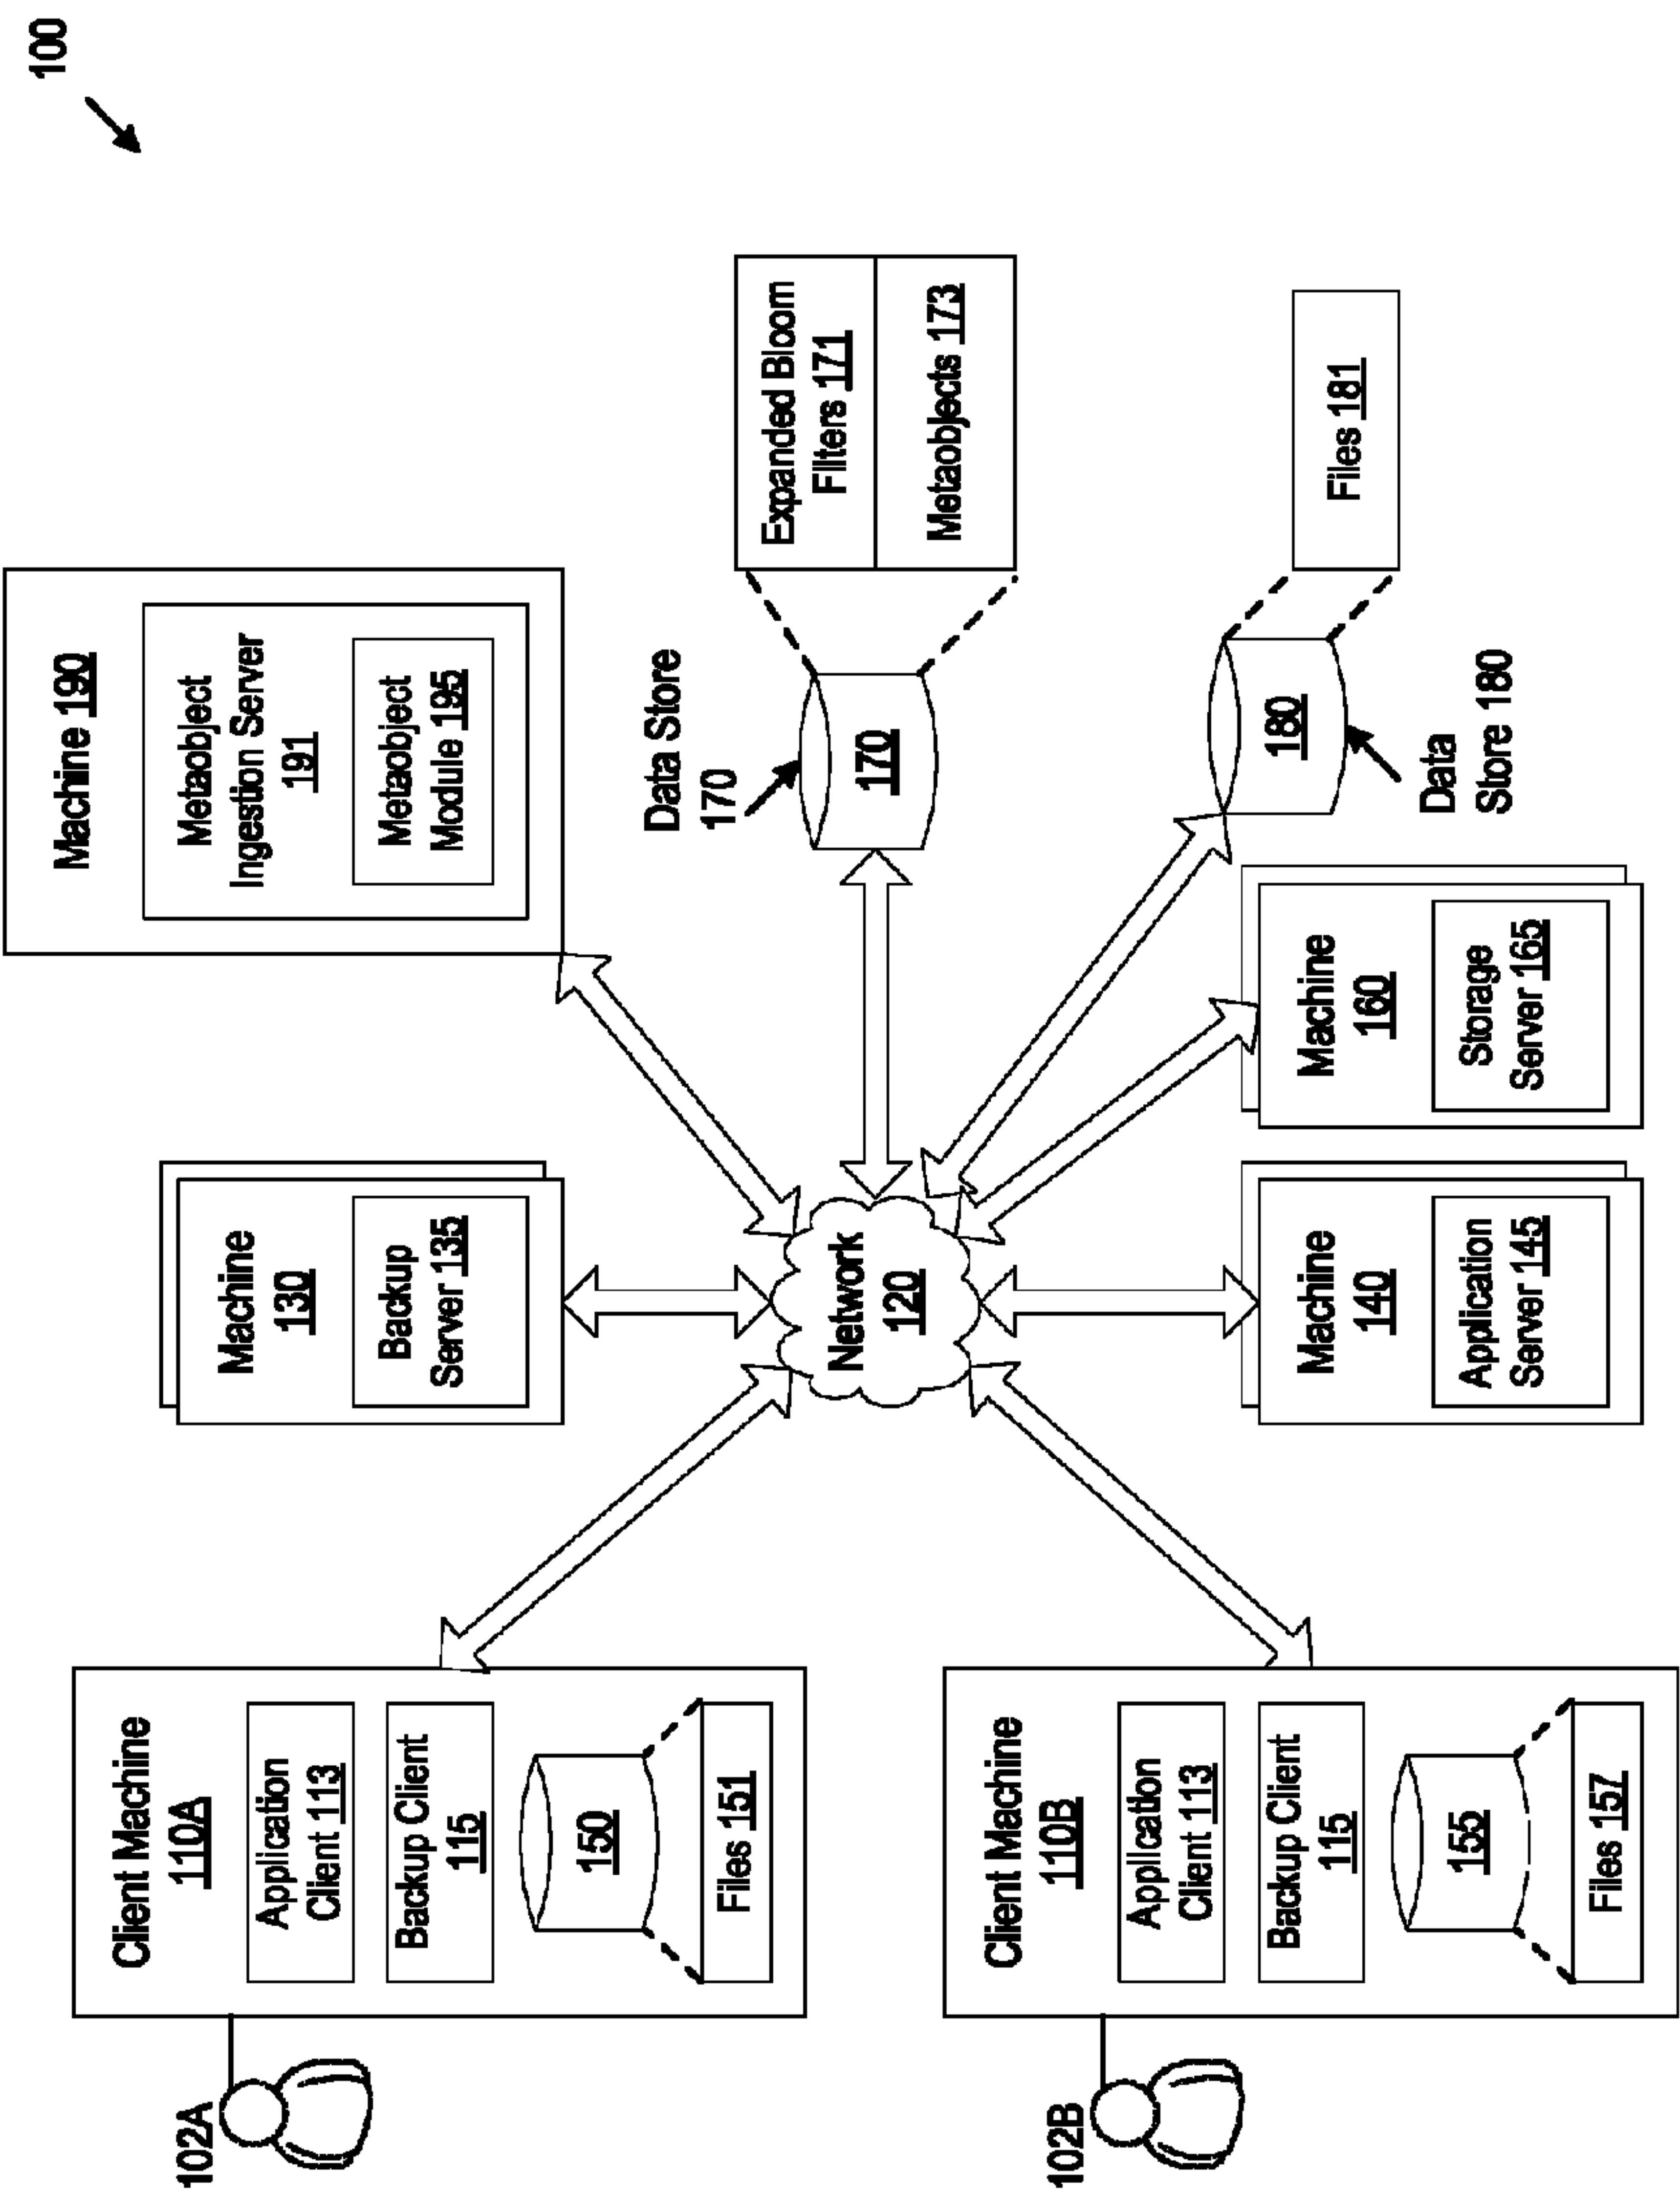 100
Machine 190
Metaobject
Ingestion Server
191
Metaobject
Module 195
Machine
130
Backup
Server 135
Client Machine
110A
Application
Client 113
Backup Client
115
150
Files 151
102A
Data Store
170
170
Expanded Bloom
Filters 171
Metaobjects 173
Network
120
Client Machine
110B
Application
Client 113
Backup Client
115
155
Files 157
102B
Machine
140
Application
Server 145
Machine
160
Storage
Server 165
180
Data
Store 180
Files 181